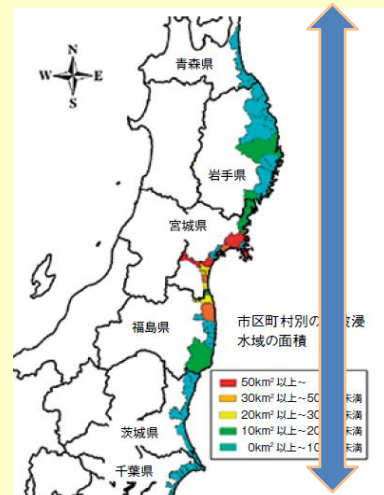 N
W E
S
青森県
岩手県
宮城県
福島県
市区町村別の 波浸
水域の面積
50km² 以上~
30km² 以上~50 未満
20km² 以上~30 未満
10km² 以上~20 未満
0km² 以上~10 未満
茨城県
千葉県